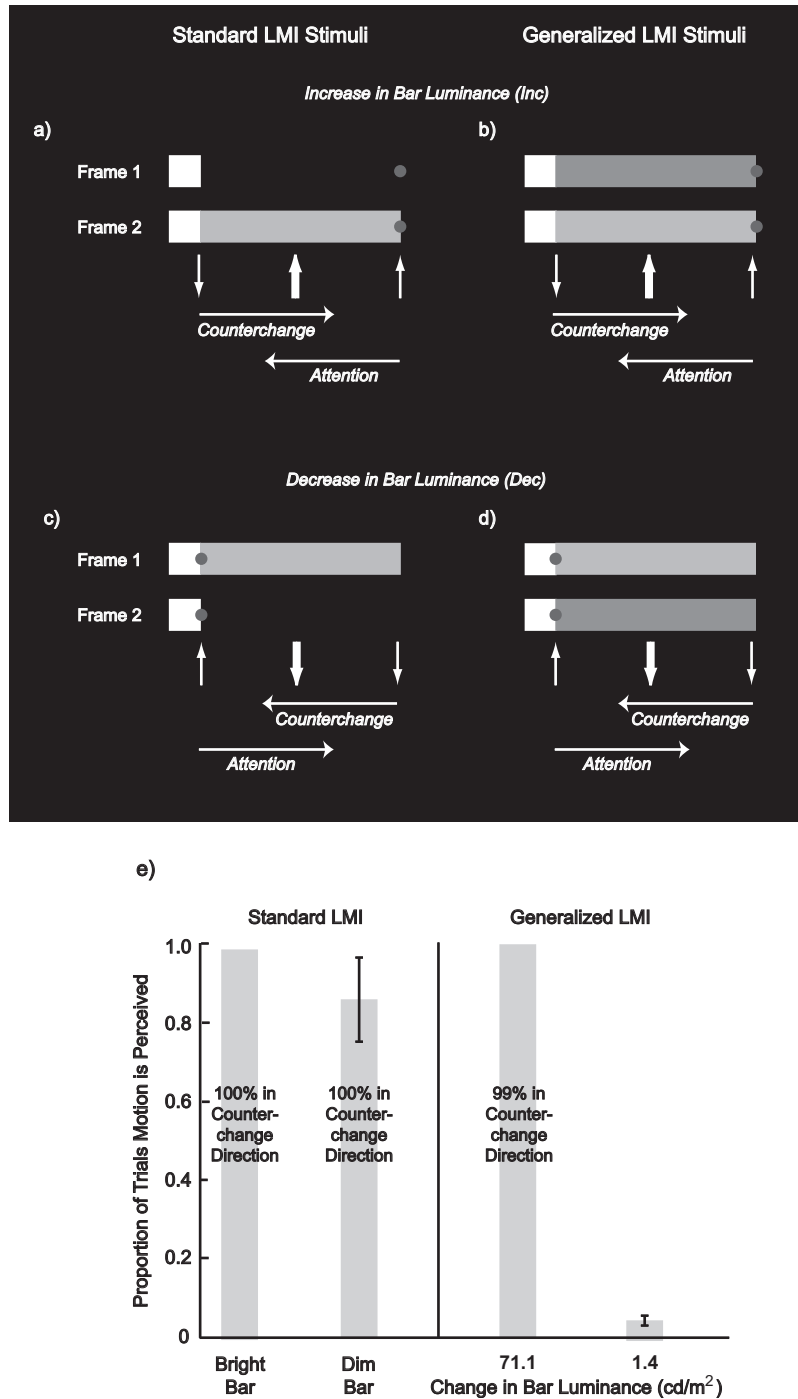 Standard LMI Stimuli
Generalized LMI Stimuli
Increase in Bar Luminance (Inc)
a)
b)
Frame 1
Frame 2
Counterchange
Attention
Counterchange
Attention
Decrease in Bar Luminance (Dec)
c)
d)
Frame 1
Frame 2
Counterchange
Attention
Counterchange
Attention
e)
Standard LMI
Generalized LMI
Proportion of Trials Motion is Perceived
1.0
0.8
0.6
0.4
0.2
0
100% in
Counter-
change
Direction
100% in
Counter-
change
Direction
99% in
Counter-
change
Direction
Bright
Bar
Dim
Bar
71.1
1.4
Change in Bar Luminance (cd/m²)